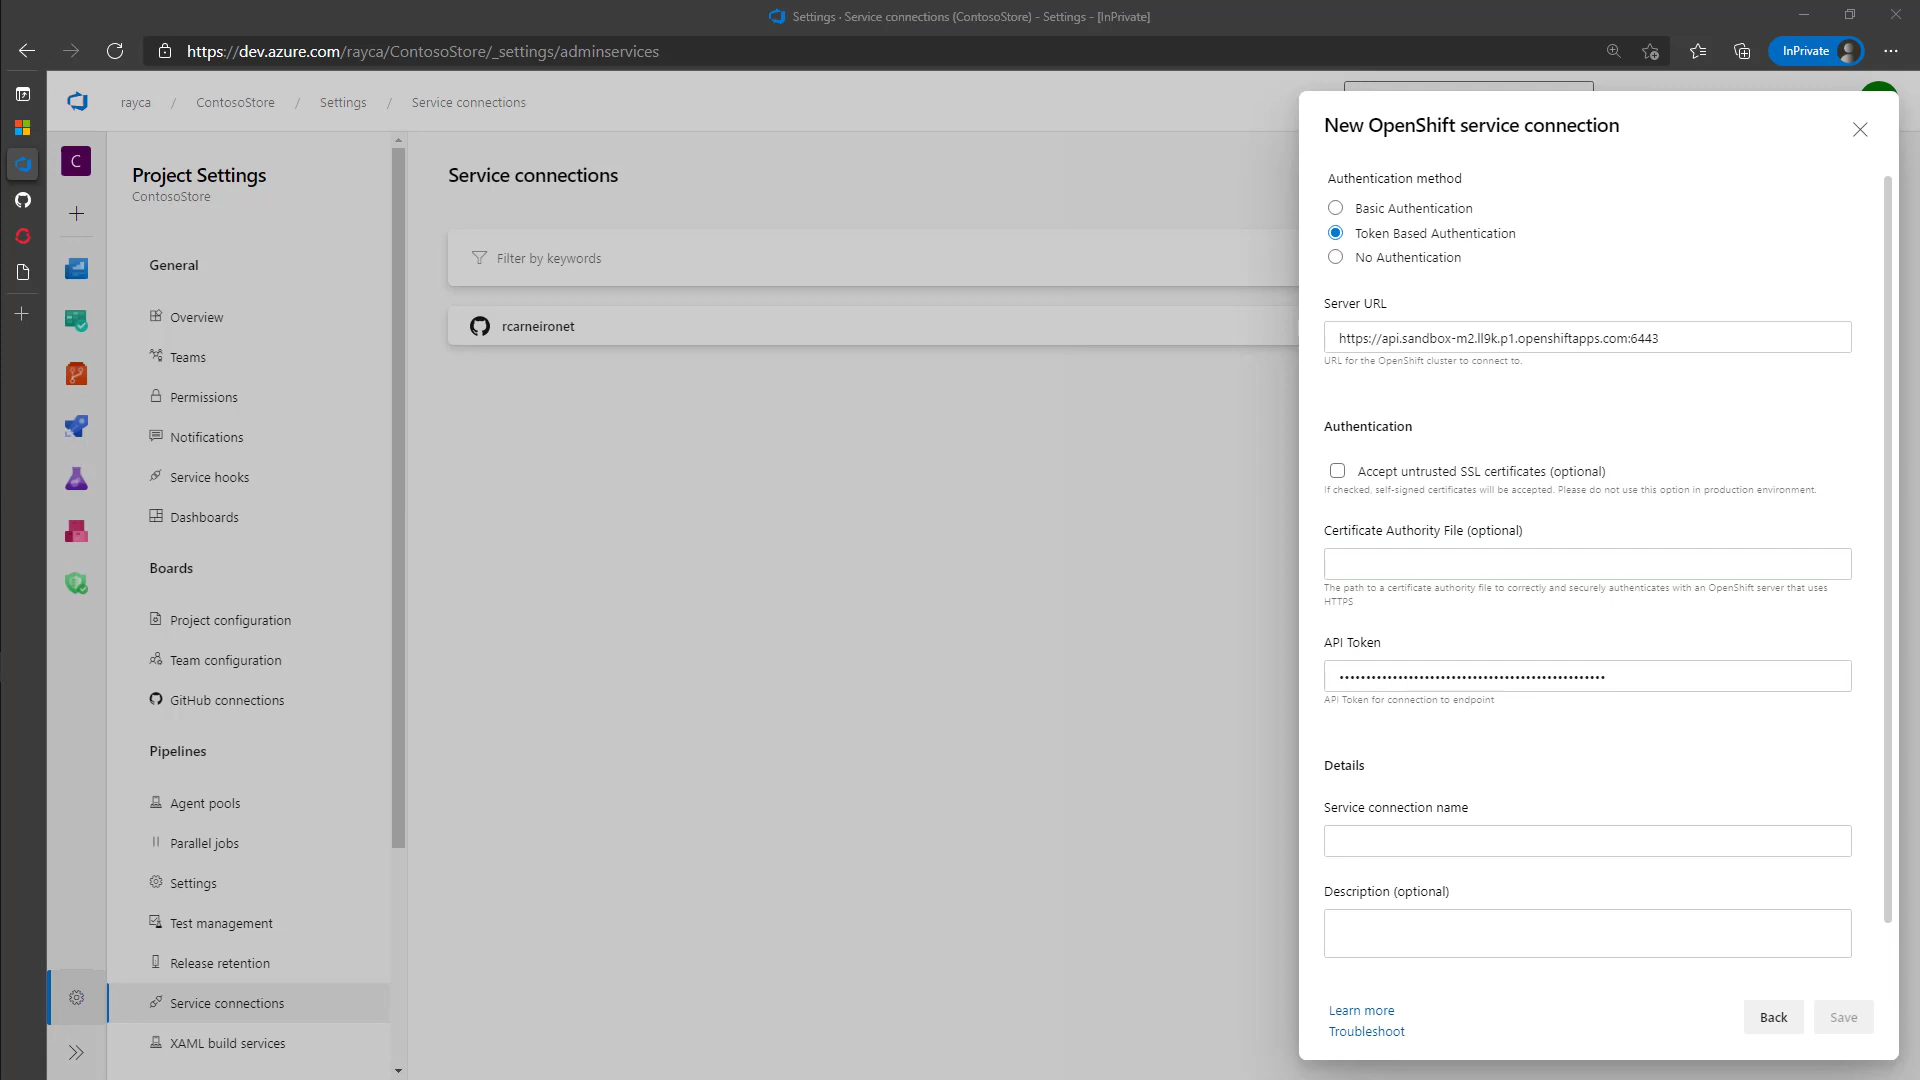 Settings · Service connections (ContosoStore) - Settings - [InPrivate]
https://dev.azure.com/rayca/ContosoStore/_settings/adminservices
InPrivate
rayca / ContosoStore / Settings / Service connections
C
Project Settings
ContosoStore
General
Overview
Teams
Permissions
Notifications
Service hooks
Dashboards
Boards
Project configuration
Team configuration
GitHub connections
Pipelines
Agent pools
Parallel jobs
Settings
Test management
Release retention
Service connections
XAML build services
Service connections
Filter by keywords
rcarneironet
New OpenShift service connection
Authentication method
Basic Authentication
Token Based Authentication
No Authentication
Server URL
https://api.sandbox-m2.ll9k.p1.openshiftapps.com:6443
URL for the OpenShift cluster to connect to.
Authentication
Accept untrusted SSL certificates (optional)
If checked, self-signed certificates will be accepted. Please do not use this option in production environment.
Certificate Authority File (optional)
The path to a certificate authority file to correctly and securely authenticates with an OpenShift server that uses
HTTPS
API Token
API Token for connection to endpoint
Details
Service connection name
Description (optional)
Learn more
Troubleshoot
Back
Save